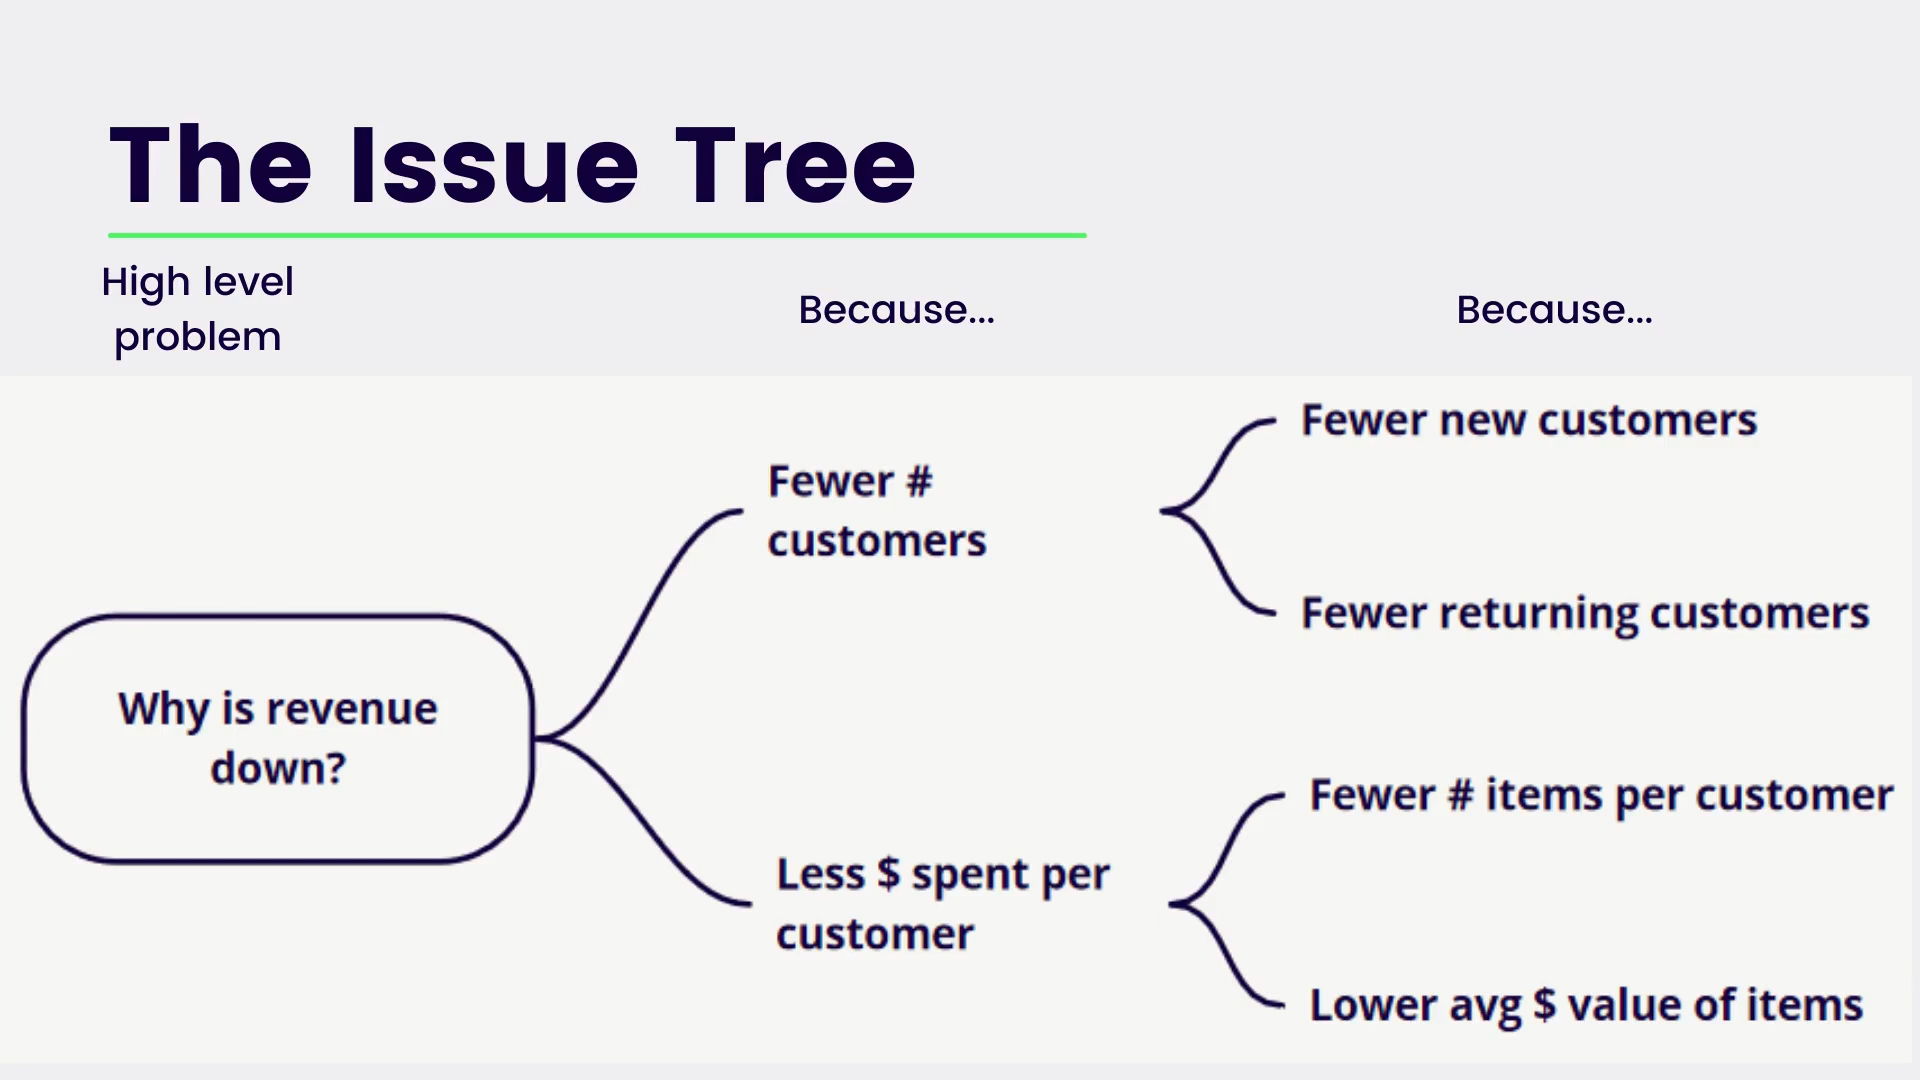 The Issue Tree
High level
problem
Because...
Because...
Why is revenue
down?
Fewer #
customers
Less $ spent per
customer
Fewer new customers
Fewer returning customers
Fewer # items per customer
Lower avg $ value of items